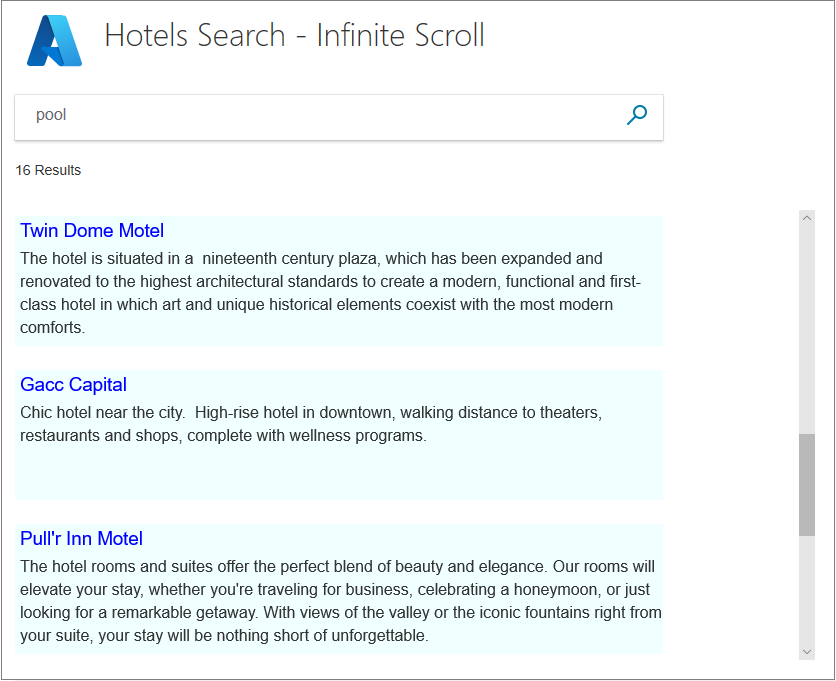 Hotels Search - Infinite Scroll
pool
16 Results
Twin Dome Motel
The hotel is situated in a  nineteenth century plaza, which has been expanded and
renovated to the highest architectural standards to create a modern, functional and first-
class hotel in which art and unique historical elements coexist with the most modern
comforts.
Gacc Capital
Chic hotel near the city.  High-rise hotel in downtown, walking distance to theaters,
restaurants and shops, complete with wellness programs.
Pull'r Inn Motel
The hotel rooms and suites offer the perfect blend of beauty and elegance. Our rooms will
elevate your stay, whether you're traveling for business, celebrating a honeymoon, or just
looking for a remarkable getaway. With views of the valley or the iconic fountains right from
your suite, your stay will be nothing short of unforgettable.